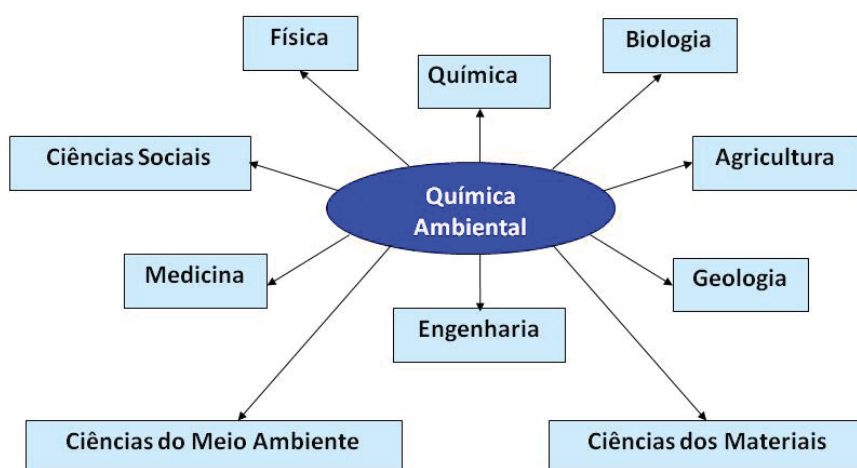 Física
Química
Biologia
Ciências Sociais
Química
Ambiental
Agricultura
Medicina
Engenharia
Geologia
Ciências do Meio Ambiente
Ciências dos Materiais